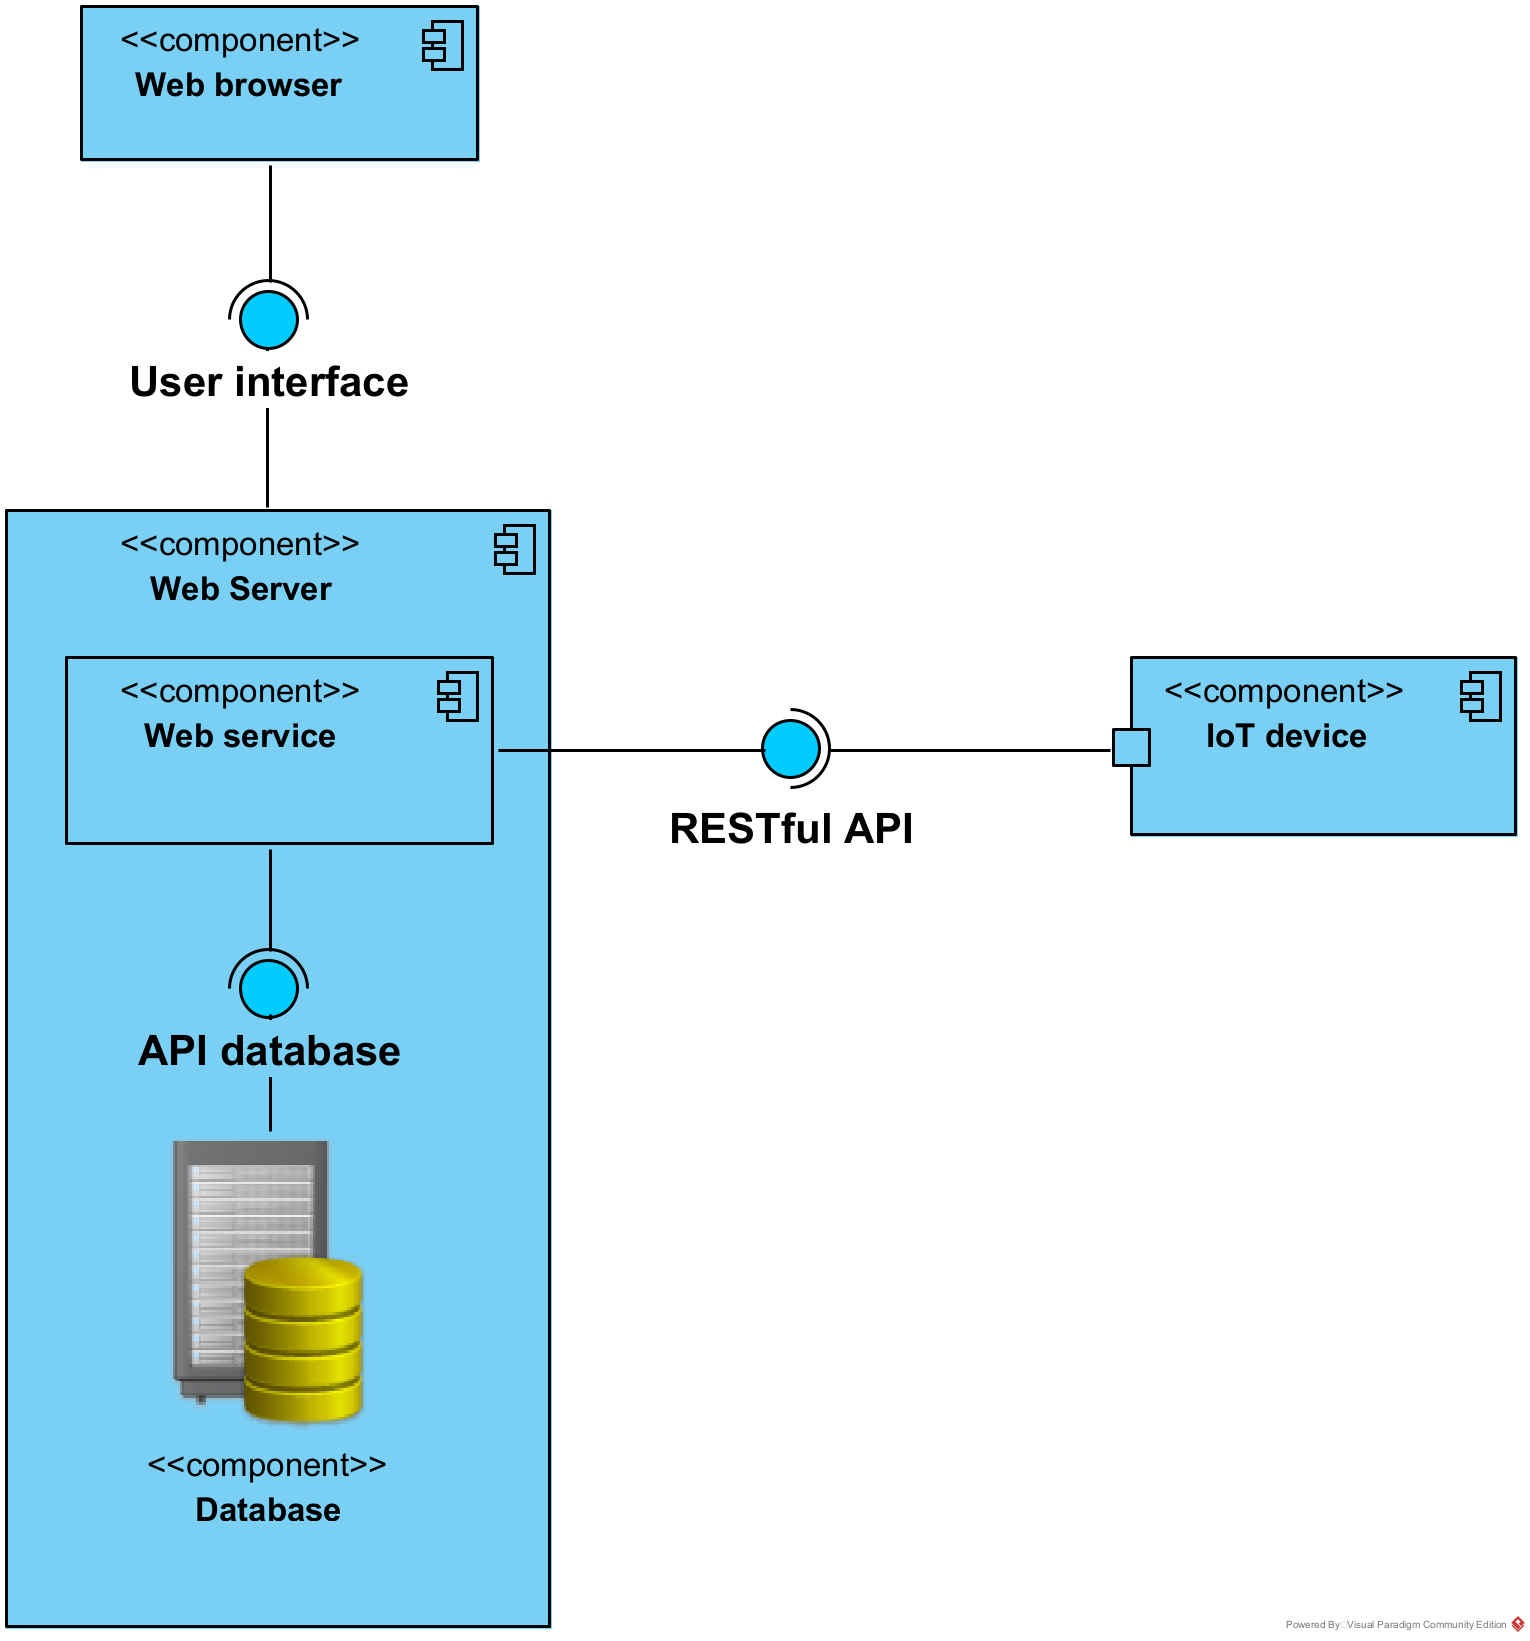 <<component>>
Web browser
User interface
<<component>>
Web Server
<<component>>
Web service
<<component>>
IoT device
RESTful API
API database
<<component>>
Database
Powered By Visual Paradigm Community Edition